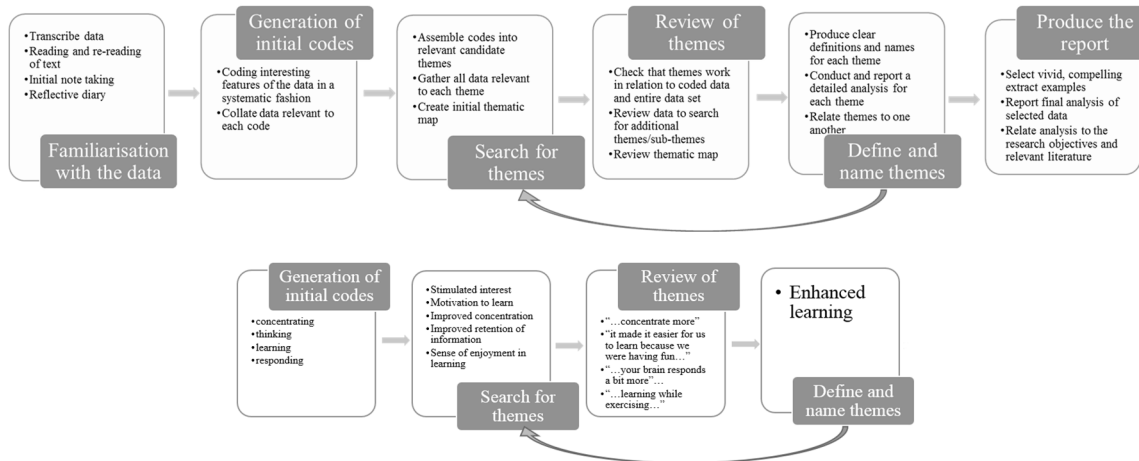 • Transcribe data
• Reading and re-reading
of text
• Initial note taking
• Reflective diary
Familiarisation
with the data
Generation of
initial codes
• Coding interesting
features of the data in a
systematic fashion
• Collate data relevant to
each code
• Assemble codes into
relevant candidate
themes
• Gather all data relevant
to each theme
• Create initial thematic
map
Search for
themes
Review of
themes
• Check that themes work
in relation to coded data
and entire data set
• Review data to search
for additional
themes/sub-themes
• Review thematic map
• Produce clear
definitions and names
for each theme
• Conduct and report a
detailed analysis for
each theme
• Relate themes to one
another
Define and
name themes
Produce the
report
• Select vivid, compelling
extract examples
• Report final analysis of
selected data
• Relate analysis to the
research objectives and
relevant literature
Generation of
initial codes
• concentrating
• thinking
• learning
• responding
• Stimulated interest
• Motivation to learn
• Improved concentration
• Improved retention of
information
• Sense of enjoyment in
learning
Search for
themes
Review of
themes
• “…concentrate more”
• “it made it easier for us
to learn because we
were having fun…”
• “…your brain responds
a bit more”…
• “…learning while
exercising…”
• Enhanced
learning
Define and
name themes